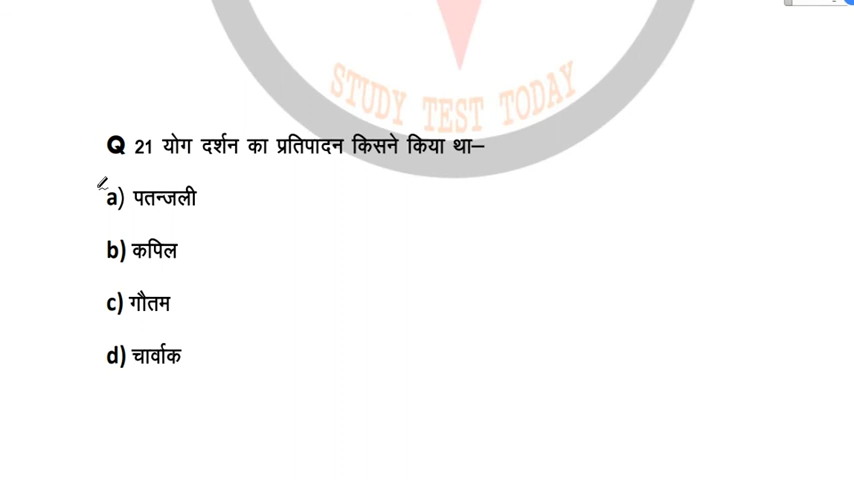 STUDY TEST TODAY
Q 21 योग दर्शन का प्रतिपादन किसने किया था–
a) पतन्जली
b) कपिल
c) गौतम
d) चार्वाक